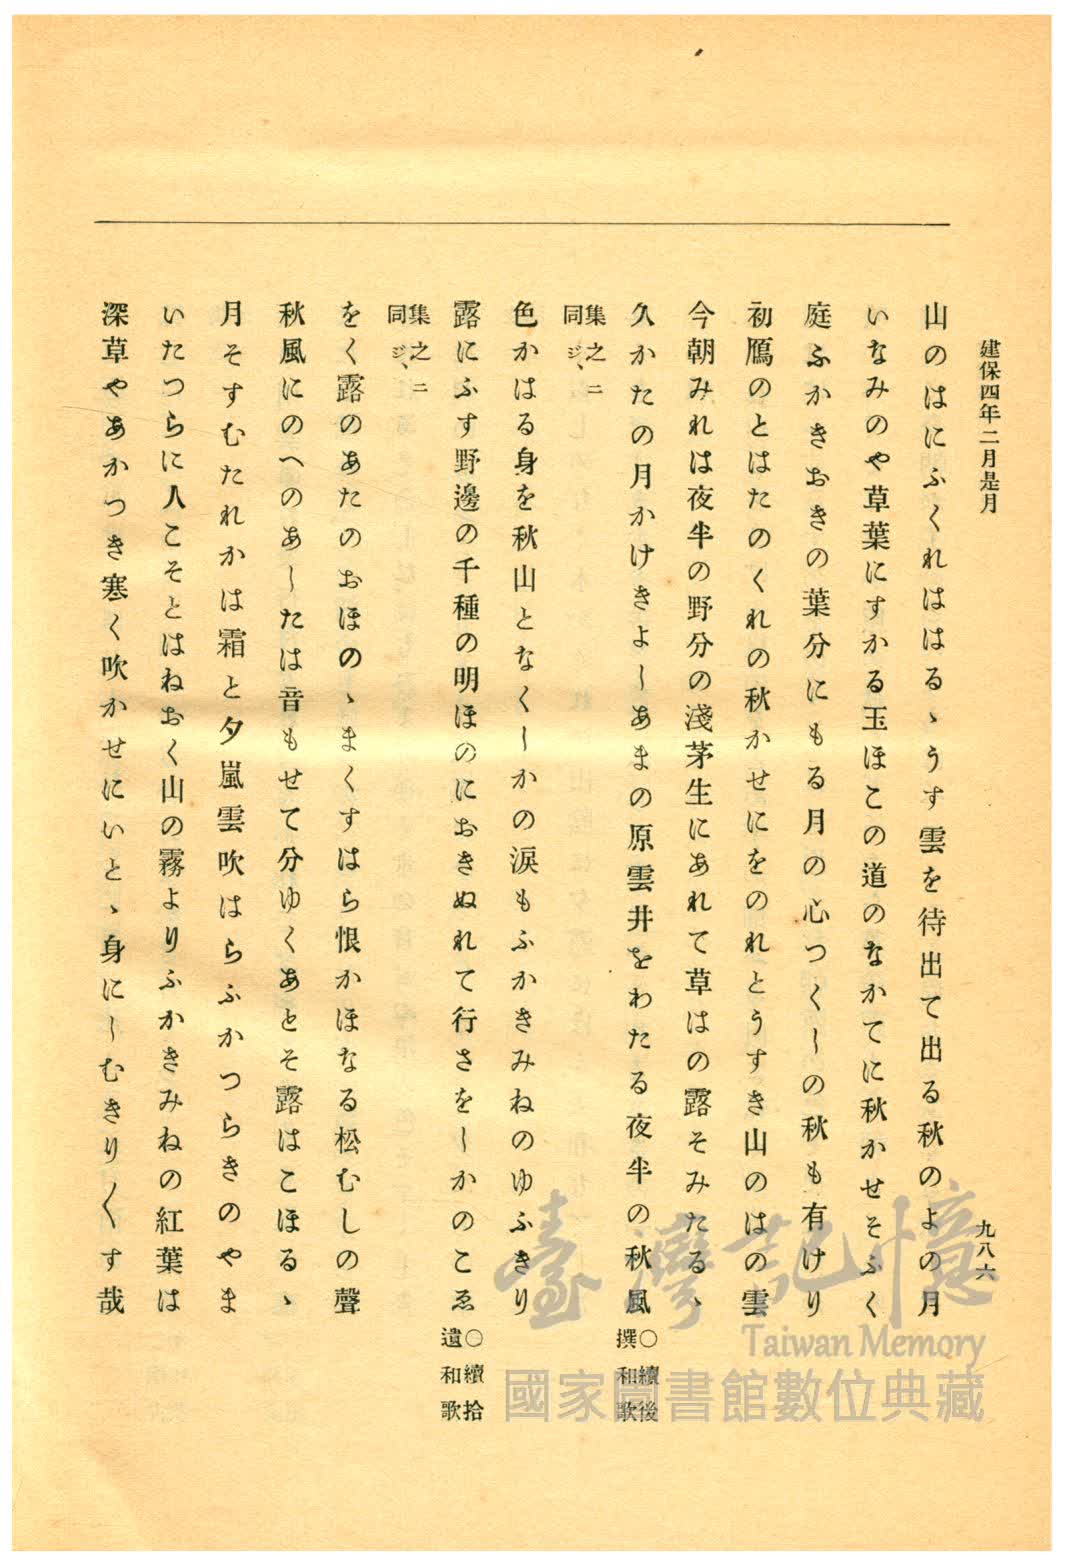 建保四年二月是月
九八六
山のはにふくれははるゝうす雲を待出て出る秋のよの月
いなみのや草葉にすかる玉ほこの道のなかてに秋かせそふく
庭ふかきおきの葉分にもる月の心つくしの秋も有けり
初鴈のとはたのくれの秋かせにをのれとうすき山のはの雲
今朝みれは夜半の野分の淺茅生にあれて草はの露そみたるゝ
久かたの月かけきよしあまの原雲井をわたる夜半の秋風〇續後撰和歌
集之ニ同ジ、
色かはる身を秋山となくしかの涙もふかきみねのゆふきり
露にふす野邊の千種の明ほのにおきぬれて行さをしかのこゑ〇續拾遺和歌
集之ニ同ジ、
をく露のあたのおほのゝまくすはら恨かほなる松むしの聲
秋風にのへのあしたは音もせて分ゆくあとそ露はこほるゝ
月そすむたれかは霜と夕嵐雲吹はらふかつらきのやま
いたつらに人こそとはねおく山の霧よりふかきみねの紅葉は
深草やあかつき寒く吹かせにいとゝ身にしむきり〱す哉
臺灣記憶
Taiwan Memory
國家圖書館數位典藏